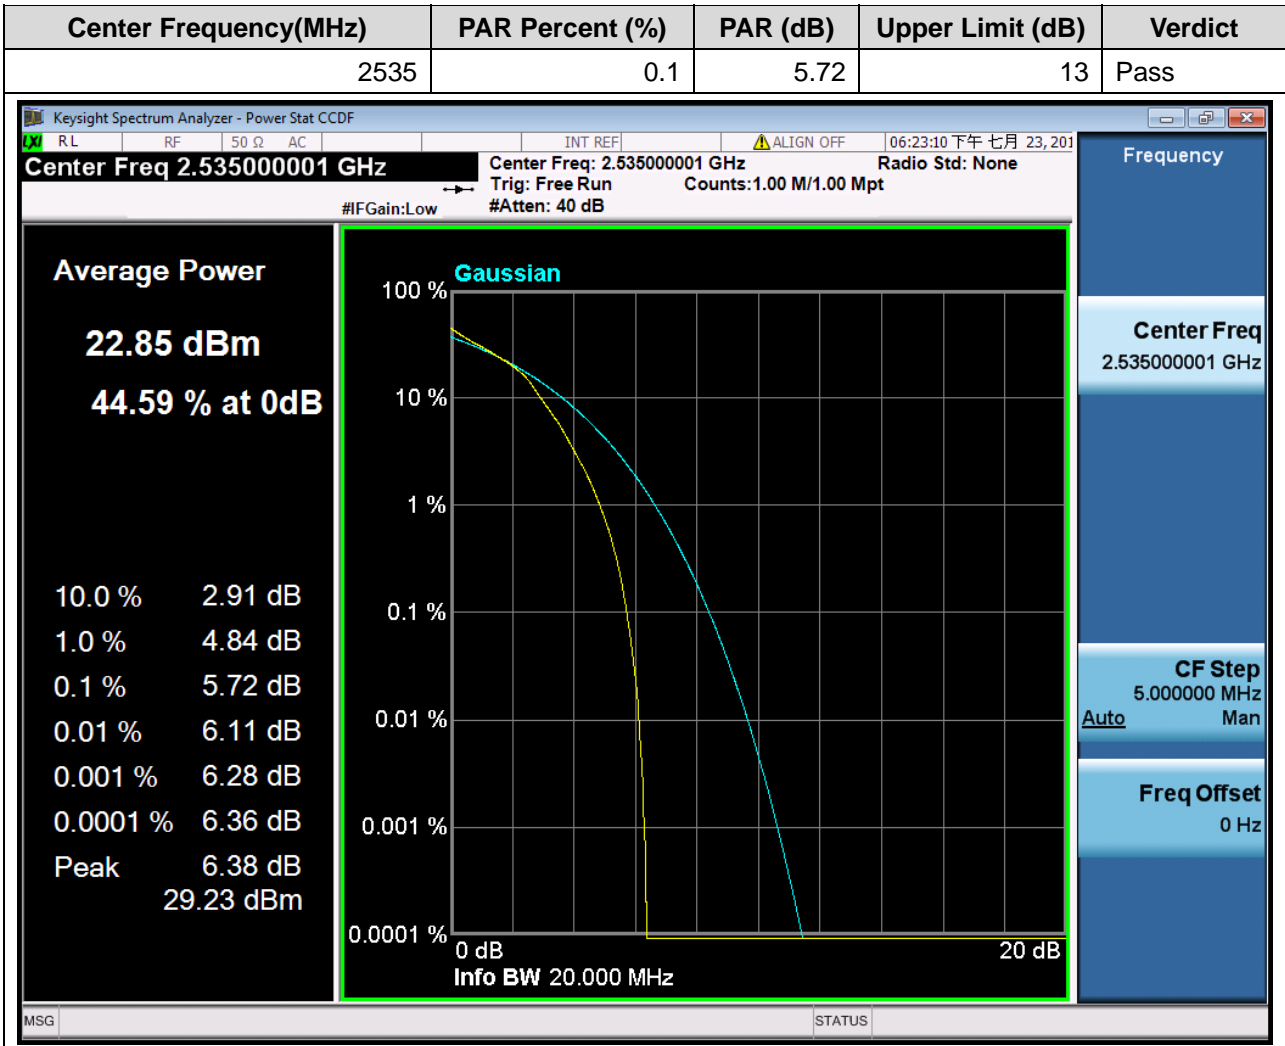 Center Frequency(MHz) PAR Percent (%) PAR (dB) Upper Limit (dB) Verdict
2535 0.1 5.72 13 Pass
Keysight Spectrum Analyzer - Power Stat CCDF
LXI RL RF 50 Ω AC INT REF ALIGN OFF 06:23:10 下午 七月 23, 201
Center Freq 2.535000001 GHz
Center Freq: 2.535000001 GHz Radio Std: None
Trig: Free Run Counts:1.00 M/1.00 Mpt
#IFGain:Low #Atten: 40 dB
Average Power
22.85 dBm
44.59 % at 0dB
10.0 % 2.91 dB
1.0 % 4.84 dB
0.1 % 5.72 dB
0.01 % 6.11 dB
0.001 % 6.28 dB
0.0001 % 6.36 dB
Peak 6.38 dB
29.23 dBm
Gaussian
100 %
10 %
1 %
0.1 %
0.01 %
0.001 %
0.0001 %
0 dB 20 dB
Info BW 20.000 MHz
Frequency
Center Freq
2.535000001 GHz
CF Step
5.000000 MHz
Auto Man
Freq Offset
0 Hz
MSG STATUS